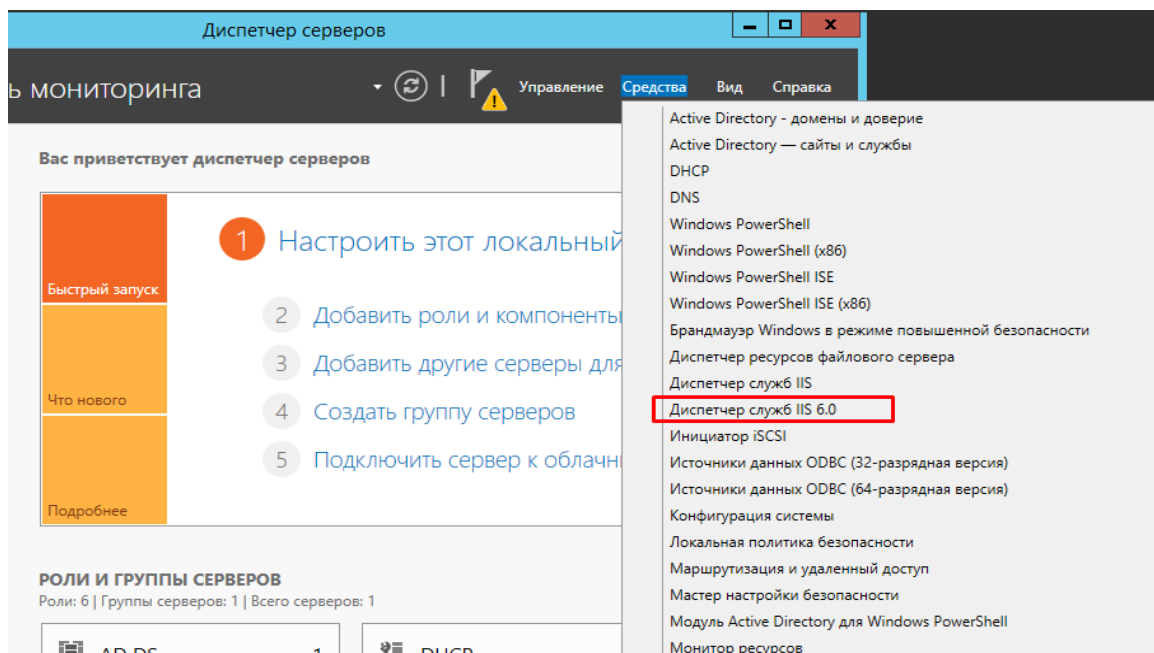 Диспетчер серверов
ь мониторинга
Управление Средства Вид Справка
Вас приветствует диспетчер серверов
Быстрый запуск
Что нового
Подробнее
1 Настроить этот локальный
2 Добавить роли и компоненты
3 Добавить другие серверы для
4 Создать группу серверов
5 Подключить сервер к облачн
РОЛИ И ГРУППЫ СЕРВЕРОВ
Роли: 6 | Группы серверов: 1 | Всего серверов: 1
AD DS 1
DHCP
Active Directory - домены и доверие
Active Directory — сайты и службы
DHCP
DNS
Windows PowerShell
Windows PowerShell (x86)
Windows PowerShell ISE
Windows PowerShell ISE (x86)
Брандмауэр Windows в режиме повышенной безопасности
Диспетчер ресурсов файлового сервера
Диспетчер служб IIS
Диспетчер служб IIS 6.0
Инициатор iSCSI
Источники данных ODBC (32-разрядная версия)
Источники данных ODBC (64-разрядная версия)
Конфигурация системы
Локальная политика безопасности
Маршрутизация и удаленный доступ
Мастер настройки безопасности
Модуль Active Directory для Windows PowerShell
Монитор ресурсов